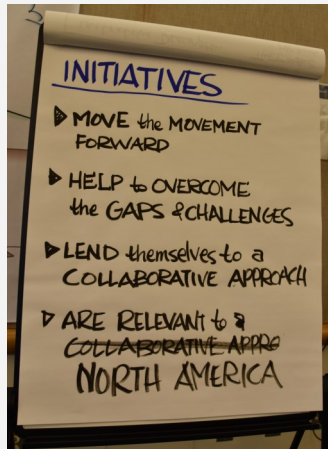 INITIATIVES
MOVE the MOVEMENT
FORWARD
HELP to OVERCOME
the GAPS & CHALLENGES
LEND themselves to a
COLLABORATIVE APPROACH
ARE RELEVANT to a
COLLABORATIVE APPRO
NORTH AMERICA